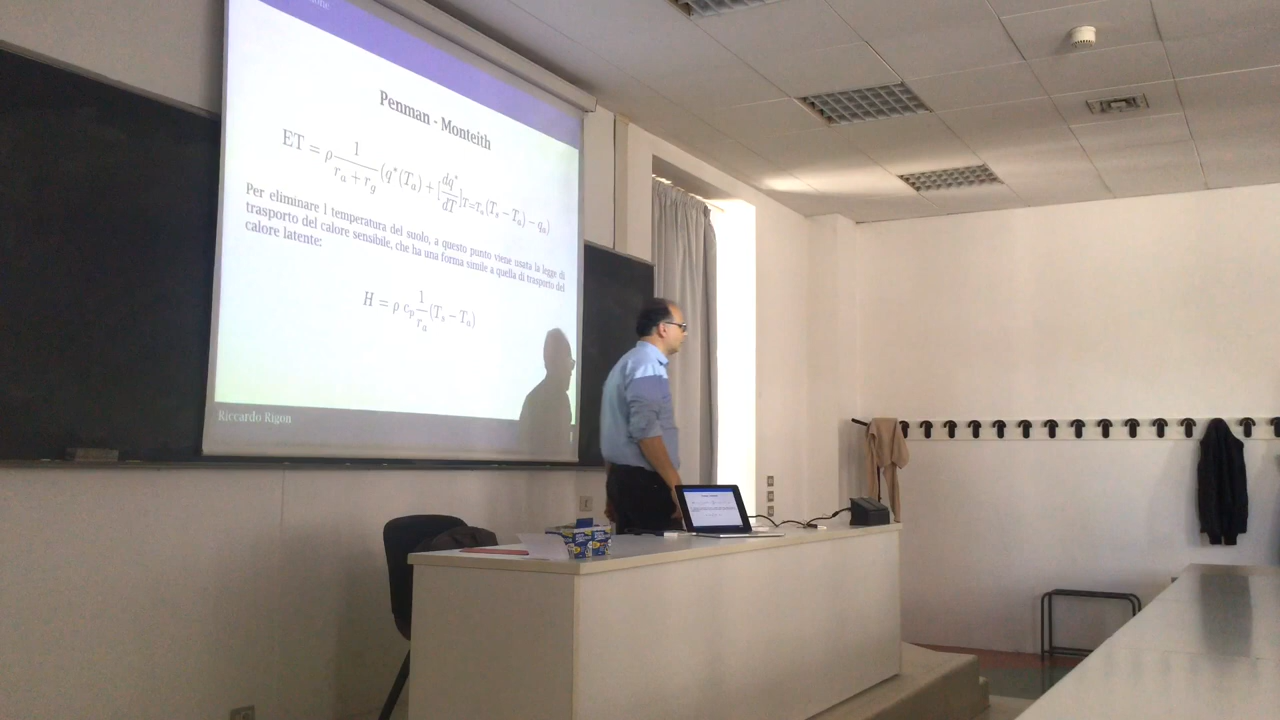 Penman - Monteith
ET = ρ 1/(r_a + r_g) (q*(T_a) + [dq*/dT]_{T=T_a} (T_s − T_a) − q_a)
Per eliminare l temperatura del suolo, a questo punto viene usata la legge di
trasporto del calore sensibile, che ha una forma simile a quella di trasporto del
calore latente:
H = ρ c_p 1/r_a (T_s − T_a)
Riccardo Rigon